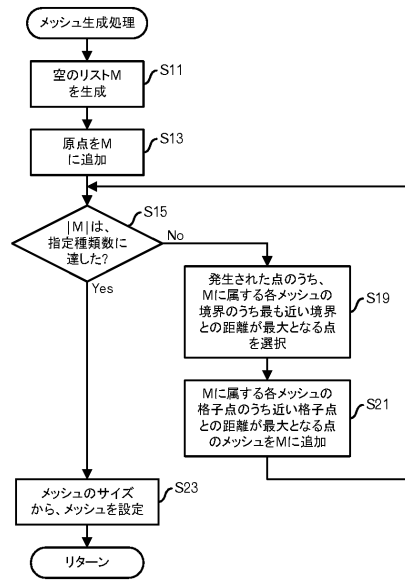 メッシュ生成処理
空のリストM
を生成
S11
原点をM
に追加
S13
|M|は、
指定種類数に
達した?
S15
No
Yes
発生された点のうち、
Mに属する各メッシュの
境界のうち最も近い境界
との距離が最大となる点
を選択
S19
Mに属する各メッシュの
格子点のうち近い格子点
との距離が最大となる点
のメッシュをMに追加
S21
メッシュのサイズ
から、メッシュを設定
S23
リターン